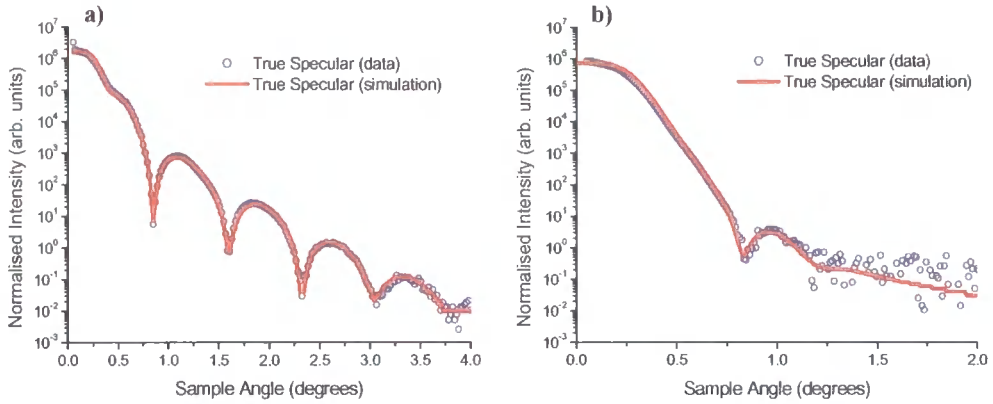 a)
True Specular (data)
True Specular (simulation)
Normalised Intensity (arb. units)
10^7
10^6
10^5
10^4
10^3
10^2
10^1
10^0
10^-1
10^-2
10^-3
0.0 0.5 1.0 1.5 2.0 2.5 3.0 3.5 4.0
Sample Angle (degrees)
b)
True Specular (data)
True Specular (simulation)
Normalised Intensity (arb. units)
10^7
10^6
10^5
10^4
10^3
10^2
10^1
10^0
10^-1
10^-2
10^-3
0.0 0.5 1.0 1.5 2.0
Sample Angle (degrees)